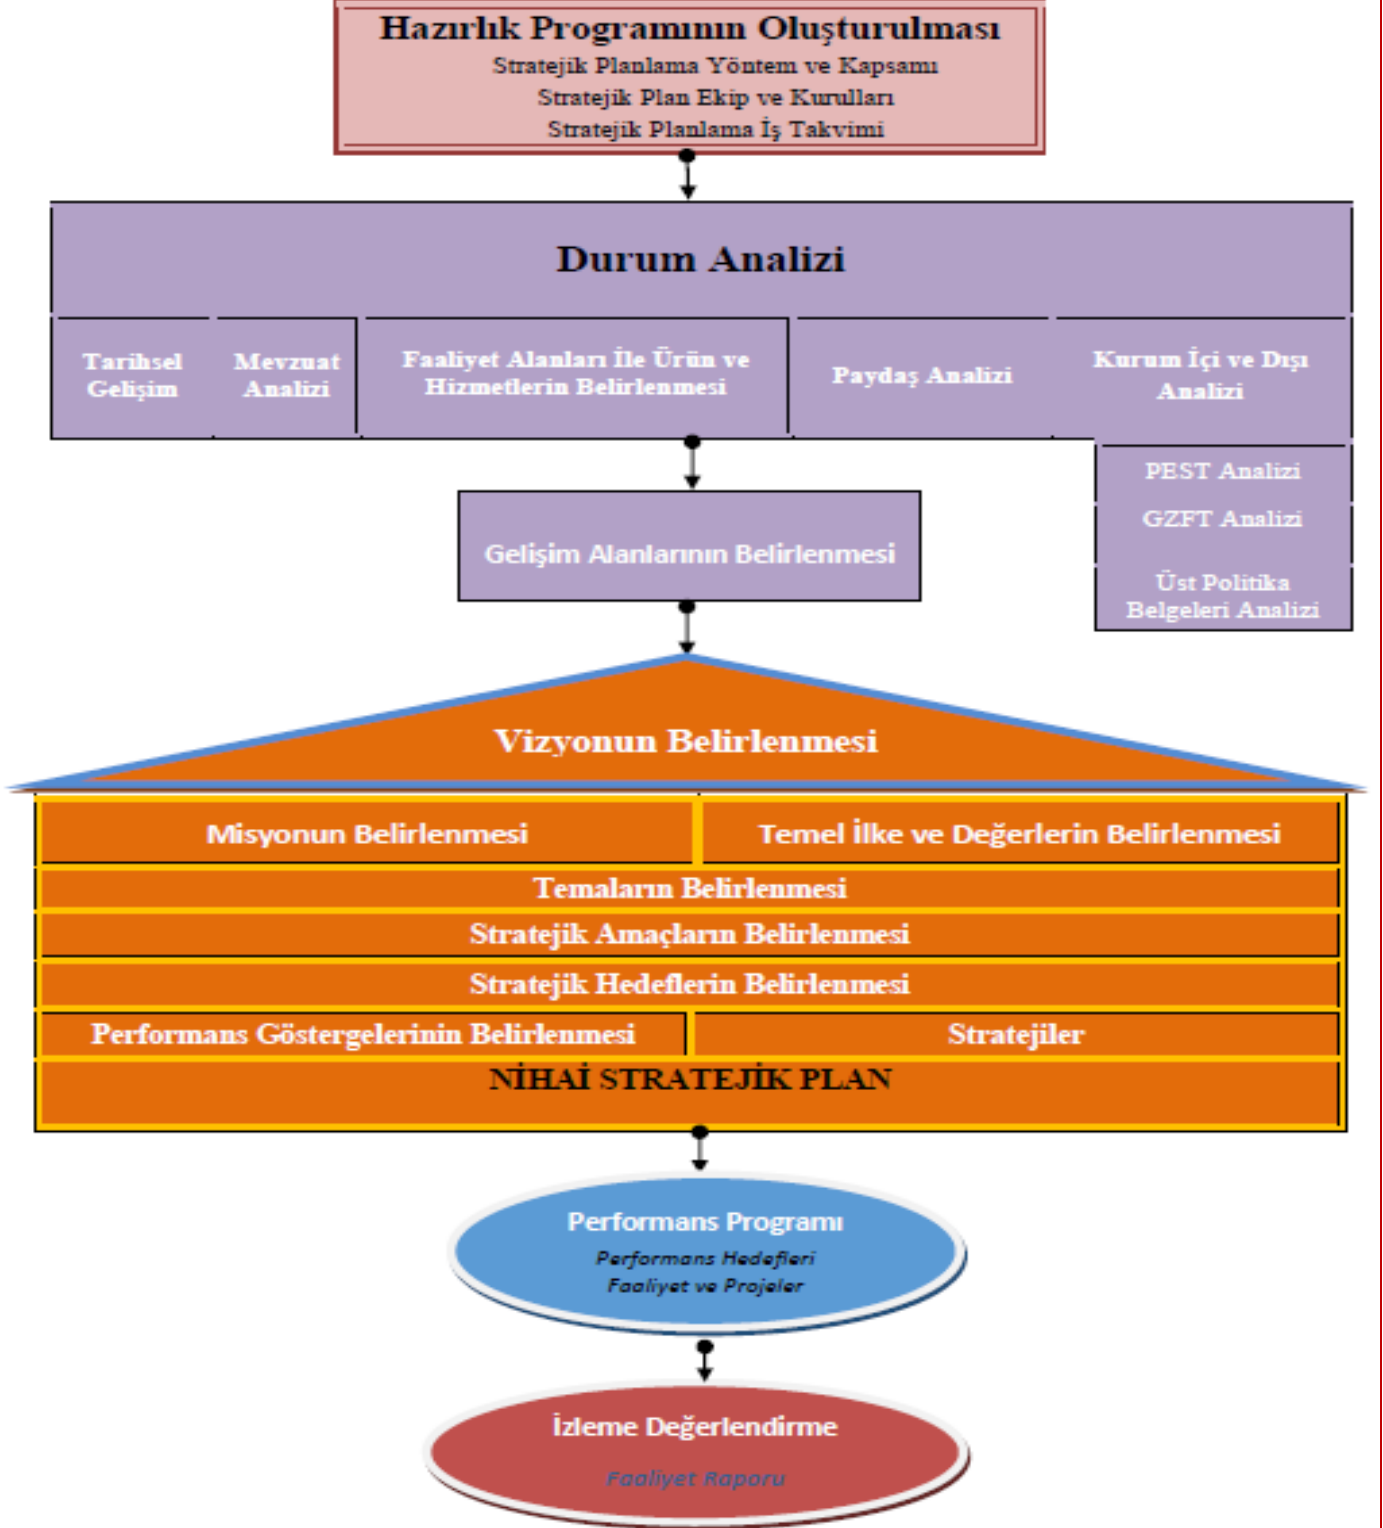 Hazırlık Programının Oluşturulması
Stratejik Planlama Yöntem ve Kapsamı
Stratejik Plan Ekip ve Kurulları
Stratejik Planlama İş Takvimi
Durum Analizi
Tarihsel
Gelişim
Mevzuat
Analizi
Faaliyet Alanları İle Ürün ve
Hizmetlerin Belirlenmesi
Paydaş Analizi
Kurum İçi ve Dışı
Analizi
PEST Analizi
GZFT Analizi
Üst Politika
Belgeleri Analizi
Gelişim Alanlarının Belirlenmesi
Vizyonun Belirlenmesi
Misyonun Belirlenmesi
Temel İlke ve Değerlerin Belirlenmesi
Temaların Belirlenmesi
Stratejik Amaçların Belirlenmesi
Stratejik Hedeflerin Belirlenmesi
Performans Göstergelerinin Belirlenmesi
Stratejiler
NİHAİ STRATEJİK PLAN
Performans Programı
Performans Hedefleri
Faaliyet ve Projeler
İzleme Değerlendirme
Faaliyet Raporu